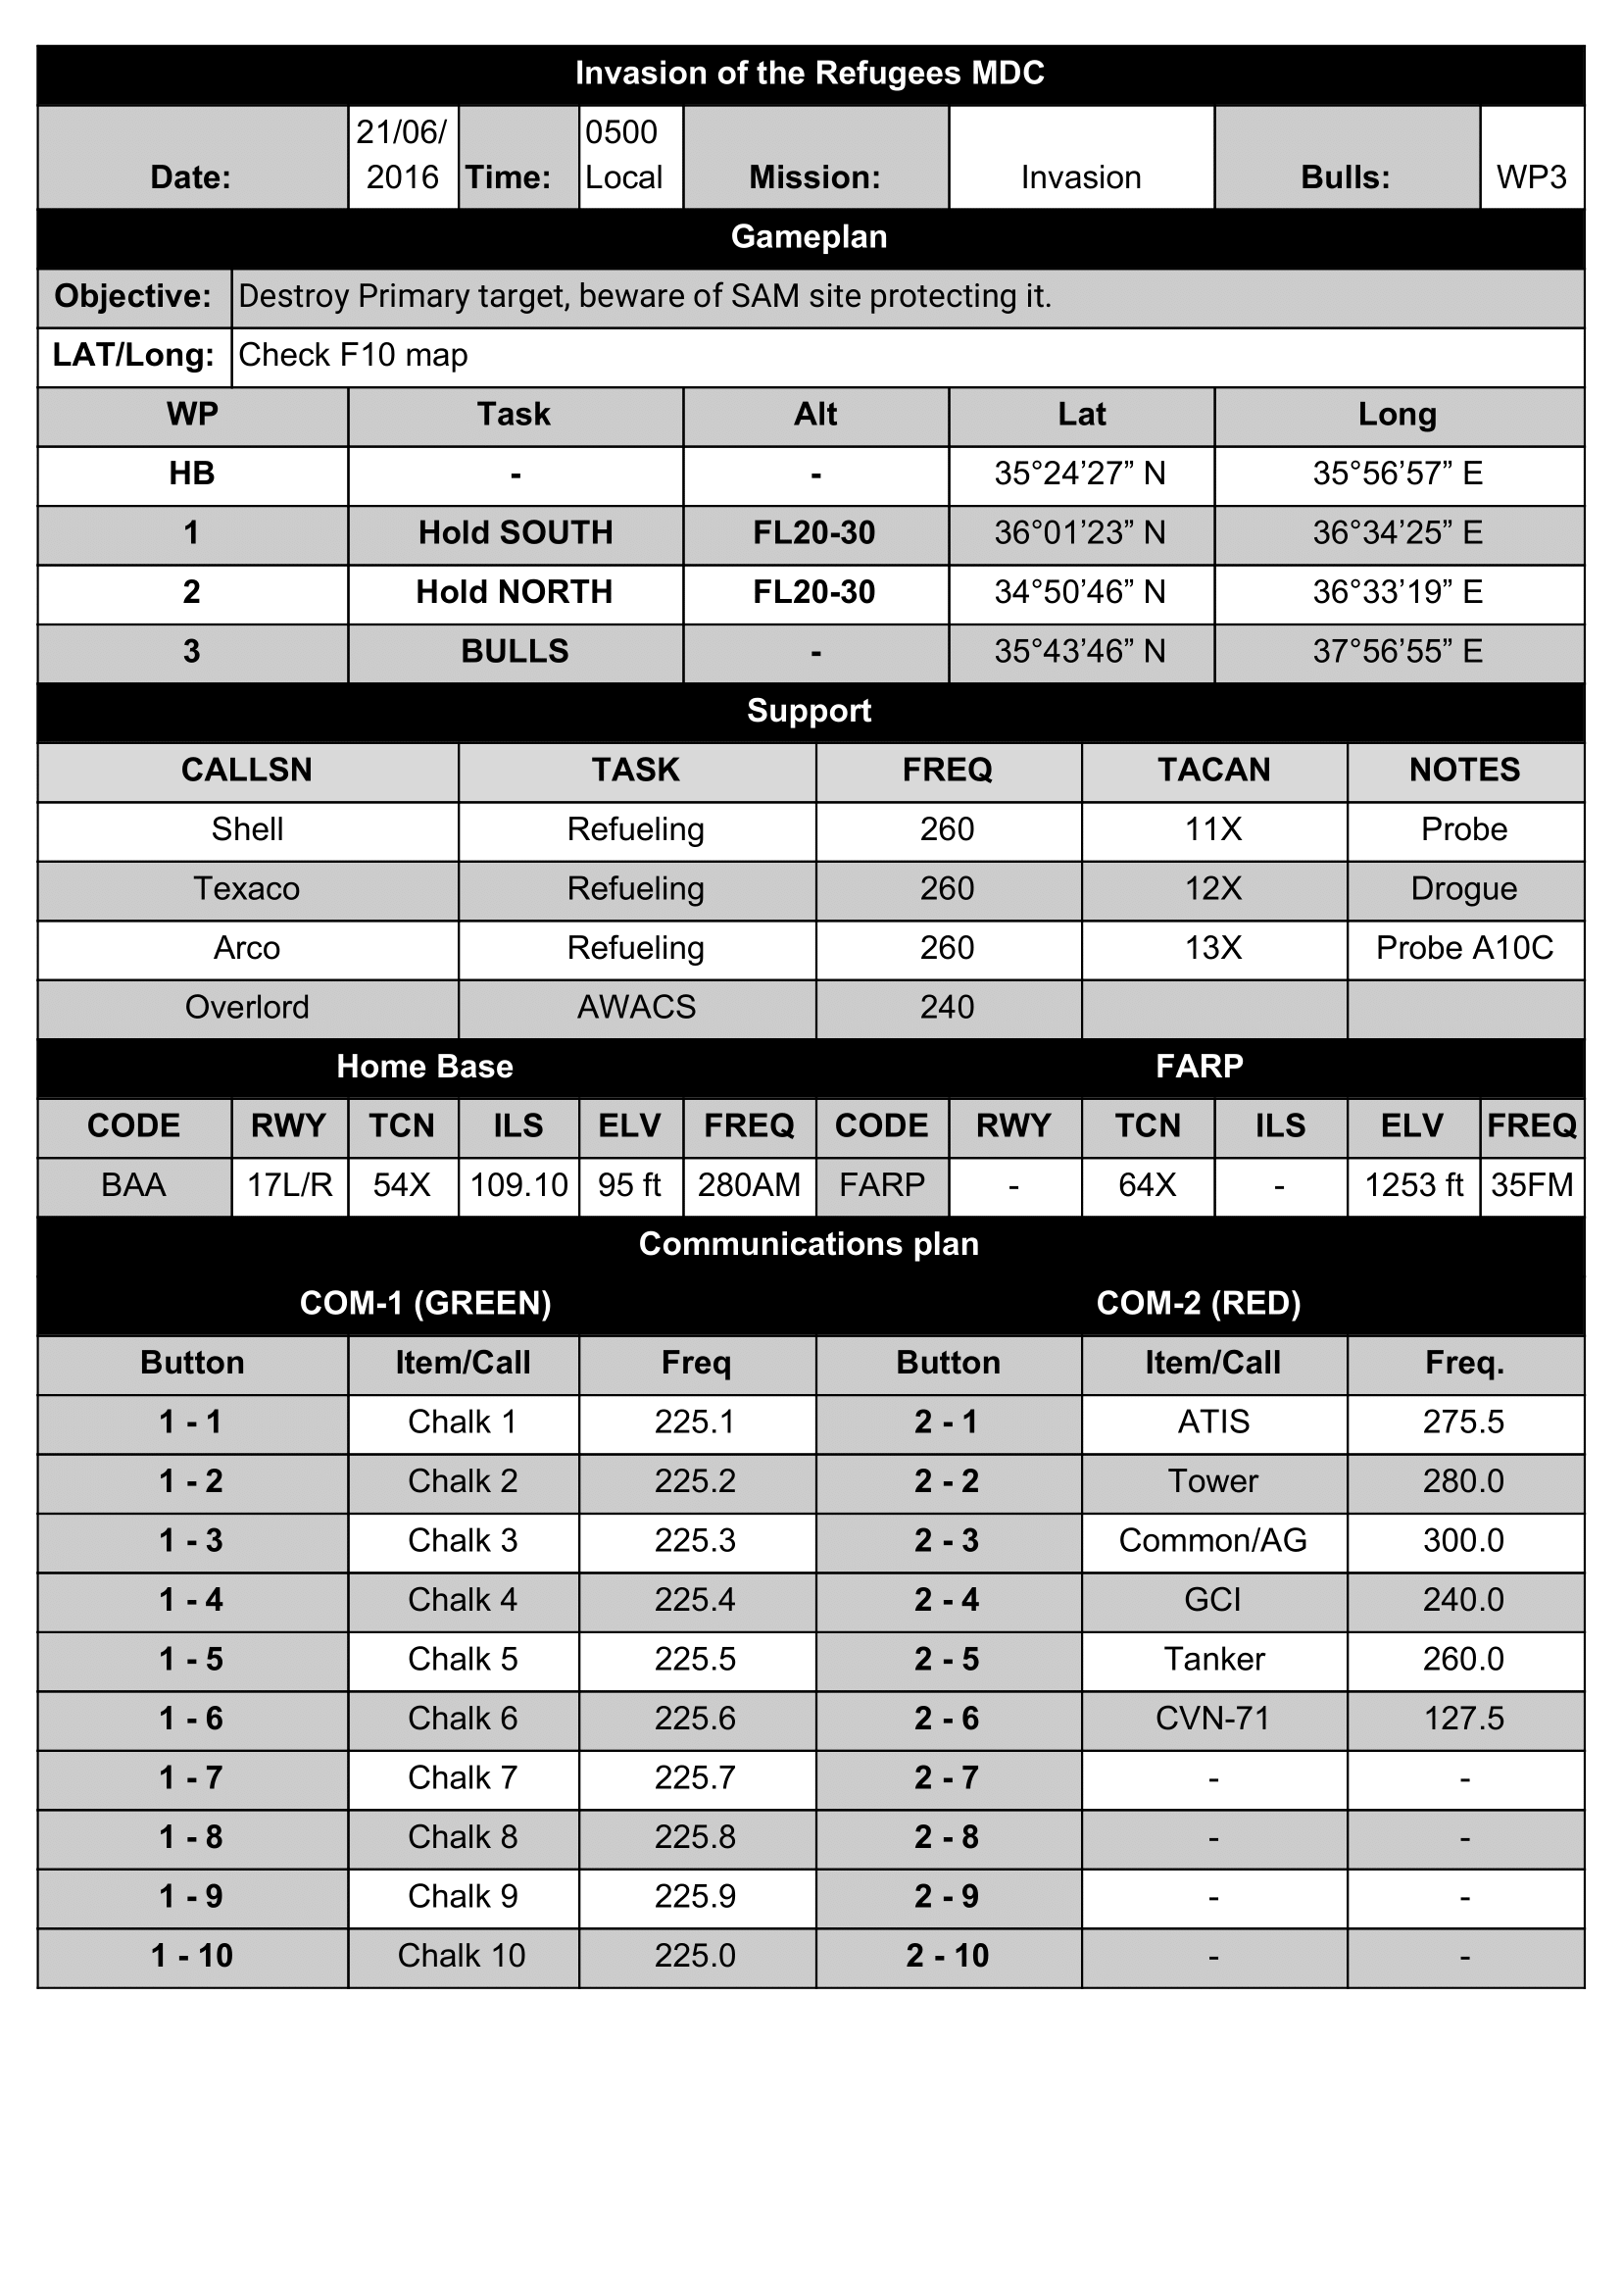 Invasion of the Refugees MDC
Date: 21/06/2016 Time: 0500 Local Mission: Invasion Bulls: WP3
Gameplan
Objective: Destroy Primary target, beware of SAM site protecting it.
LAT/Long: Check F10 map
WP Task Alt Lat Long
HB - - 35°24’27” N 35°56’57” E
1 Hold SOUTH FL20-30 36°01’23” N 36°34’25” E
2 Hold NORTH FL20-30 34°50’46” N 36°33’19” E
3 BULLS - 35°43’46” N 37°56’55” E
Support
CALLSN TASK FREQ TACAN NOTES
Shell Refueling 260 11X Probe
Texaco Refueling 260 12X Drogue
Arco Refueling 260 13X Probe A10C
Overlord AWACS 240
Home Base FARP
CODE RWY TCN ILS ELV FREQ CODE RWY TCN ILS ELV FREQ
BAA 17L/R 54X 109.10 95 ft 280AM FARP - 64X - 1253 ft 35FM
Communications plan
COM-1 (GREEN) COM-2 (RED)
Button Item/Call Freq Button Item/Call Freq.
1 - 1 Chalk 1 225.1 2 - 1 ATIS 275.5
1 - 2 Chalk 2 225.2 2 - 2 Tower 280.0
1 - 3 Chalk 3 225.3 2 - 3 Common/AG 300.0
1 - 4 Chalk 4 225.4 2 - 4 GCI 240.0
1 - 5 Chalk 5 225.5 2 - 5 Tanker 260.0
1 - 6 Chalk 6 225.6 2 - 6 CVN-71 127.5
1 - 7 Chalk 7 225.7 2 - 7 - -
1 - 8 Chalk 8 225.8 2 - 8 - -
1 - 9 Chalk 9 225.9 2 - 9 - -
1 - 10 Chalk 10 225.0 2 - 10 - -